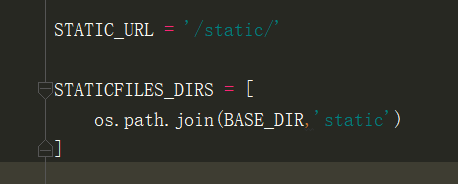 STATIC_URL = '/static/'
STATICFILES_DIRS = [
os.path.join(BASE_DIR,'static')
]